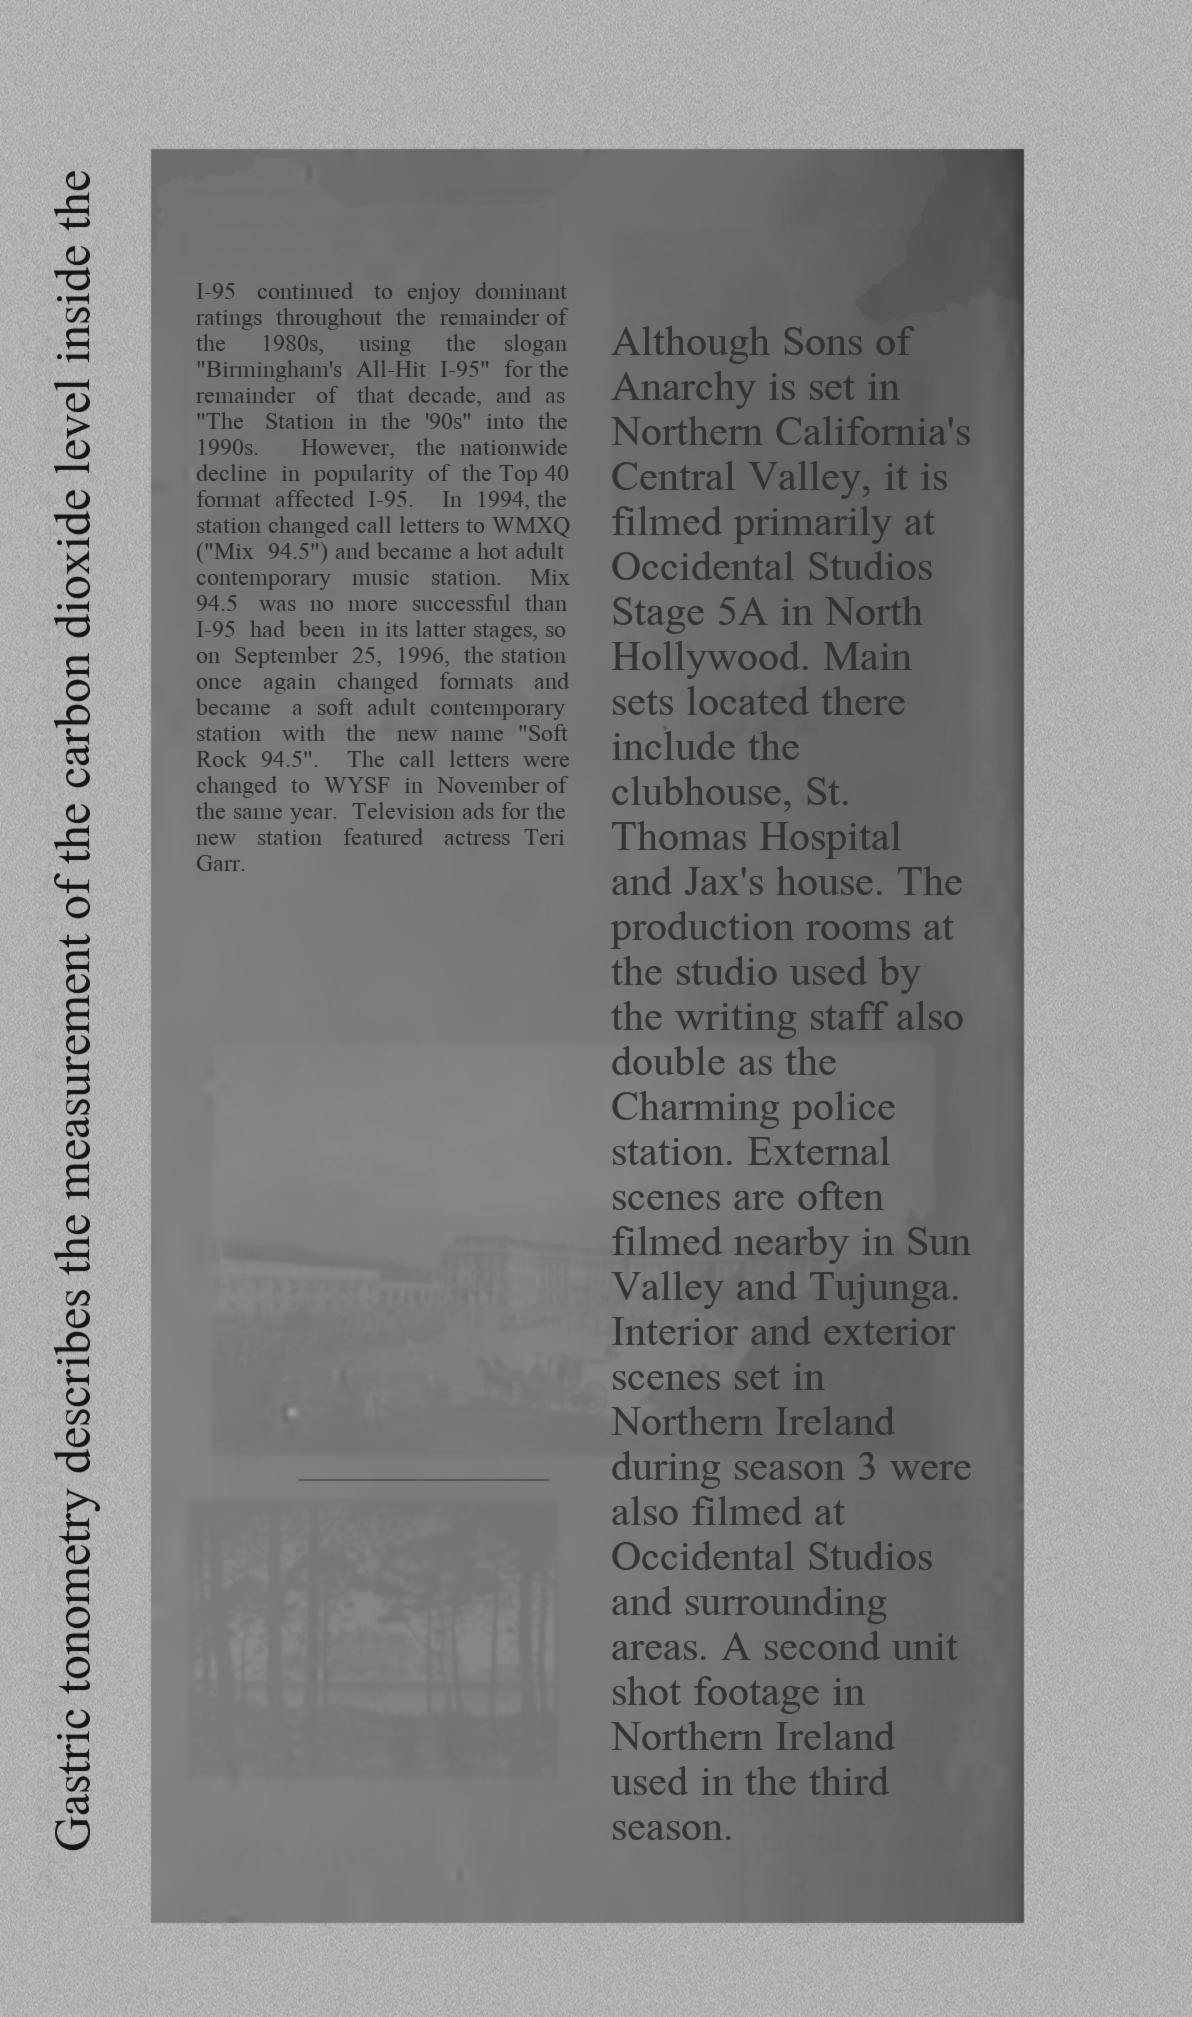 Gastric tonometry describes the measurement of the carbon dioxide level inside the
I-95 continued to enjoy dominant
ratings throughout the remainder of
the 1980s, using the slogan
"Birmingham's All-Hit I-95" for the
remainder of that decade, and as
"The Station in the '90s" into the
1990s. However, the nationwide
decline in popularity of the Top 40
format affected I-95. In 1994, the
station changed call letters to WMXQ
("Mix 94.5") and became a hot adult
contemporary music station. Mix
94.5 was no more successful than
I-95 had been in its latter stages, so
on September 25, 1996, the station
once again changed formats and
became a soft adult contemporary
station with the new name "Soft
Rock 94.5". The call letters were
changed to WYSF in November of
the same year. Television ads for the
new station featured actress Teri
Garr.
Although Sons of
Anarchy is set in
Northern California's
Central Valley, it is
filmed primarily at
Occidental Studios
Stage 5A in North
Hollywood. Main
sets located there
include the
clubhouse, St.
Thomas Hospital
and Jax's house. The
production rooms at
the studio used by
the writing staff also
double as the
Charming police
station. External
scenes are often
filmed nearby in Sun
Valley and Tujunga.
Interior and exterior
scenes set in
Northern Ireland
during season 3 were
also filmed at
Occidental Studios
and surrounding
areas. A second unit
shot footage in
Northern Ireland
used in the third
season.